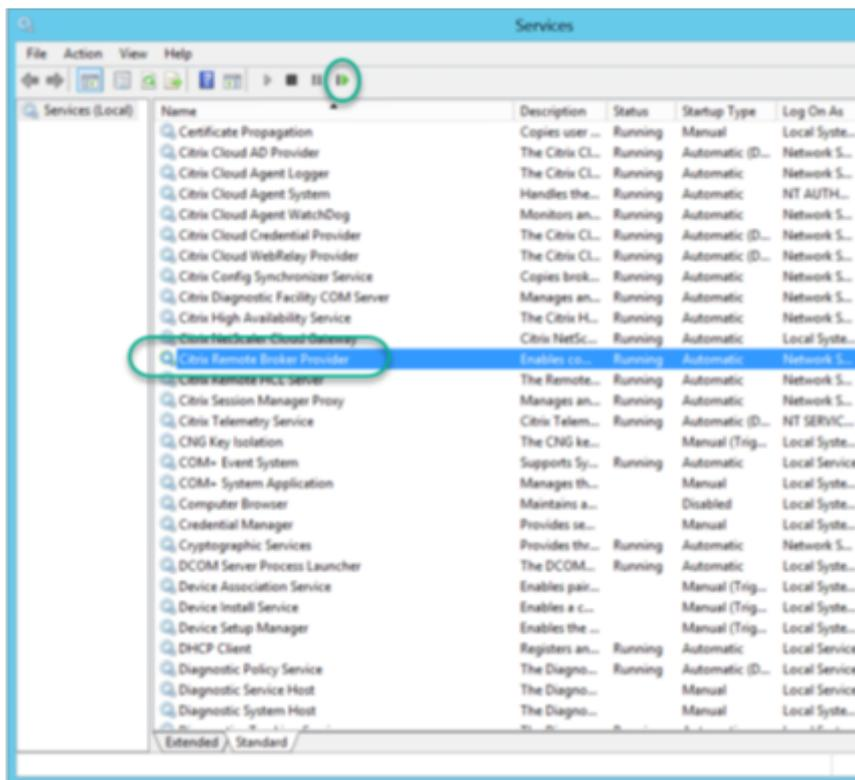 Services
File Action View Help
Services (Local)
Name Description Status Startup Type Log On As
Certificate Propagation Copies user ... Running Manual Local Syste...
Citrix Cloud AD Provider The Citrix Cl... Running Automatic (D... Network S...
Citrix Cloud Agent Logger The Citrix Cl... Running Automatic Network S...
Citrix Cloud Agent System Handles the... Running Automatic NT AUTH...
Citrix Cloud Agent WatchDog Monitors an... Running Automatic Network S...
Citrix Cloud Credential Provider The Citrix Cl... Running Automatic (D... Network S...
Citrix Cloud WebRelay Provider The Citrix Cl... Running Automatic (D... Network S...
Citrix Config Synchronizer Service Copies brok... Running Automatic Network S...
Citrix Diagnostic Facility COM Server Manages an... Running Automatic Network S...
Citrix High Availability Service The Citrix H... Running Automatic Network S...
Citrix NetScaler Cloud Gateway Citrix NetSc... Running Automatic Local Syste...
Citrix Remote Broker Provider Enables co... Running Automatic Network S...
Citrix Remote HCL Server The Remote... Running Automatic Network S...
Citrix Session Manager Proxy Manages an... Running Automatic Network S...
Citrix Telemetry Service Citrix Telem... Running Automatic (D... NT SERVIC...
CNG Key Isolation The CNG ke... Manual (Trig... Local Syste...
COM+ Event System Supports Sy... Running Automatic Local Service
COM+ System Application Manages th... Manual Local Syste...
Computer Browser Maintains a... Disabled Local Syste...
Credential Manager Provides se... Manual Local Syste...
Cryptographic Services Provides thr... Running Automatic Network S...
DCOM Server Process Launcher The DCOM... Running Automatic Local Syste...
Device Association Service Enables pair... Manual (Trig... Local Syste...
Device Install Service Enables a c... Manual (Trig... Local Syste...
Device Setup Manager Enables the ... Manual (Trig... Local Syste...
DHCP Client Registers an... Running Automatic Local Service
Diagnostic Policy Service The Diagno... Running Automatic (D... Local Service
Diagnostic Service Host The Diagno... Manual Local Service
Diagnostic System Host The Diagno... Manual Local Syste...
Extended Standard